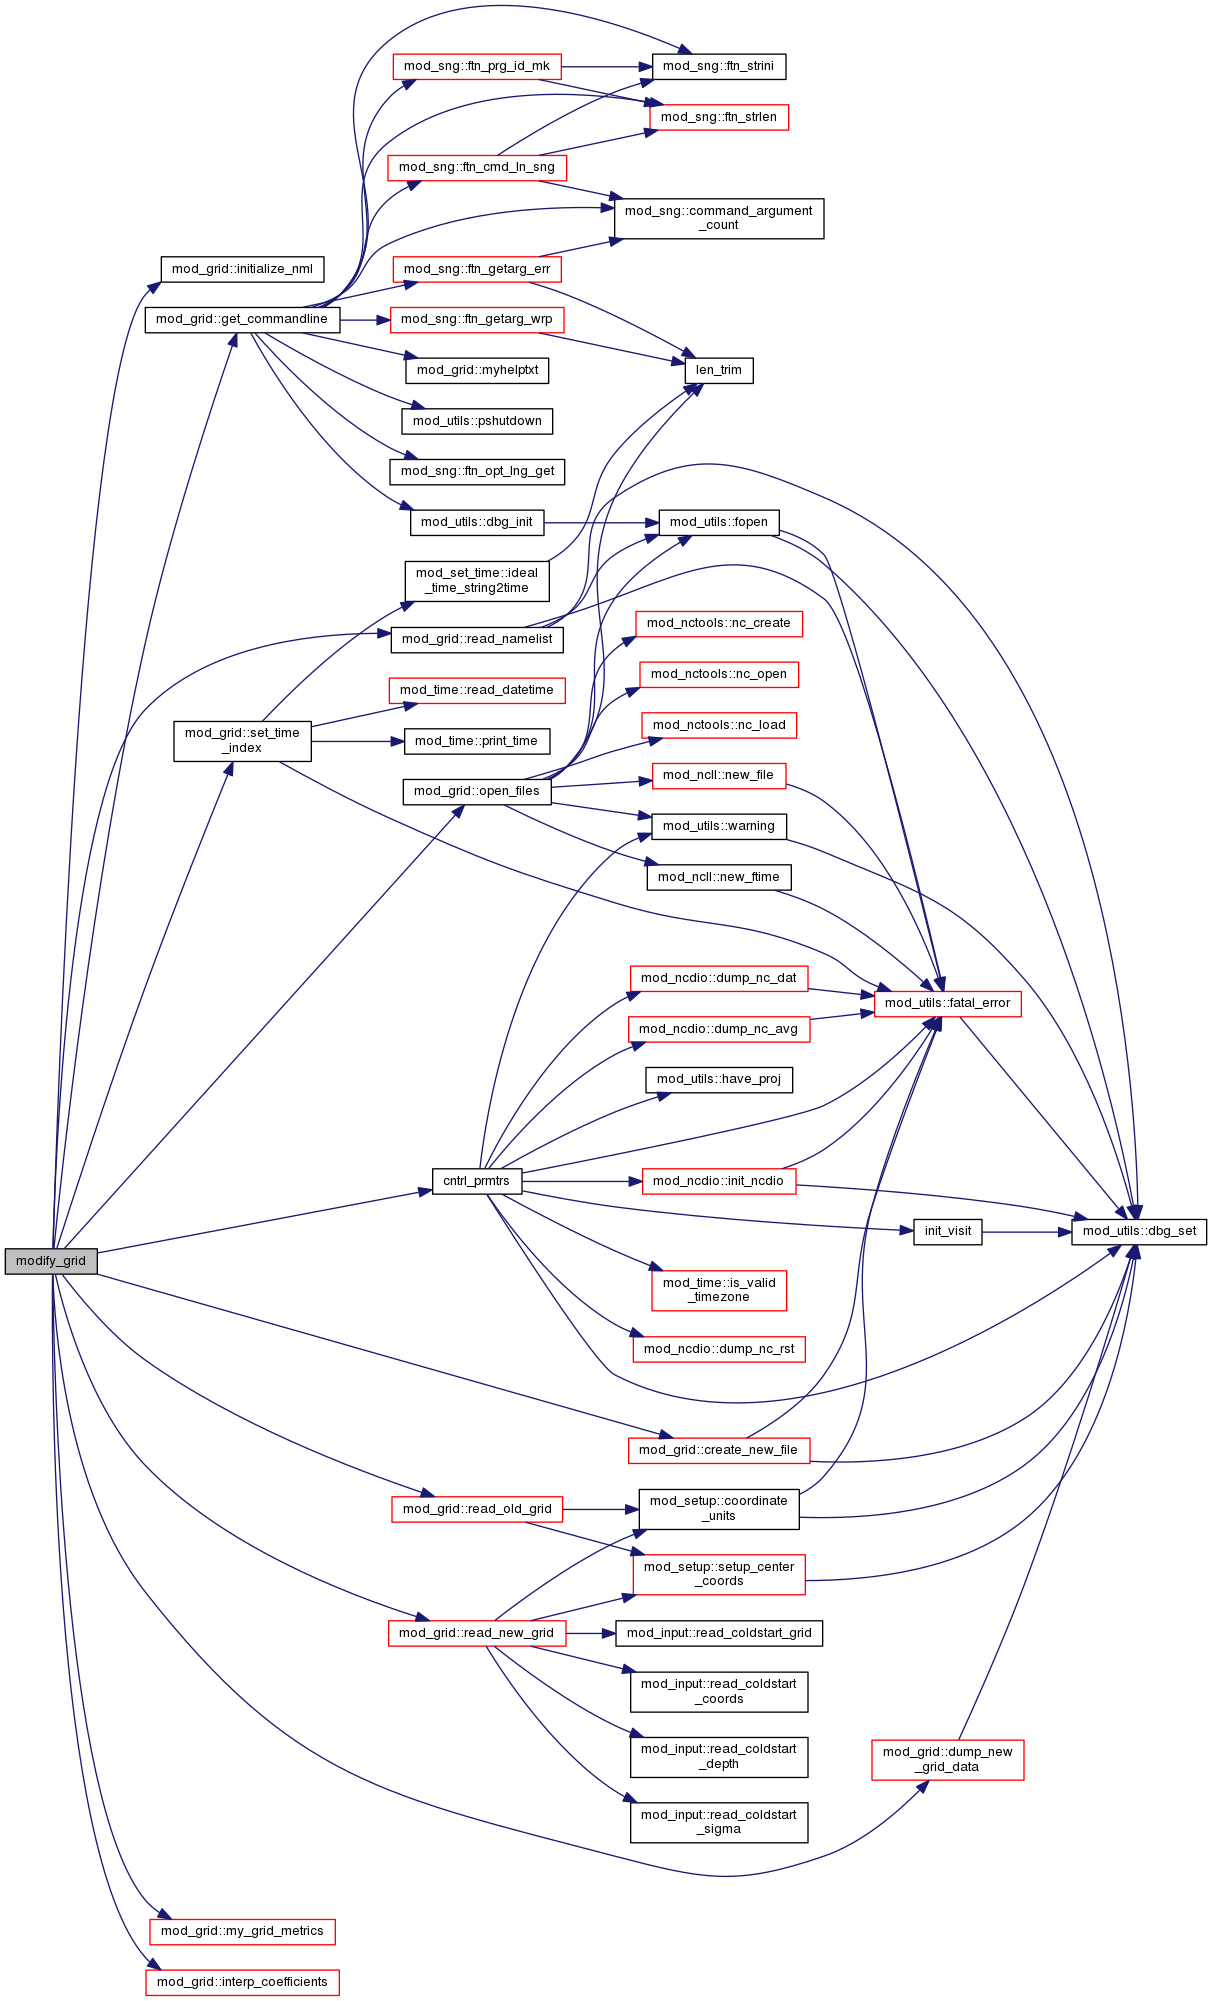 mod_sng::ftn_prg_id_mk
mod_sng::ftn_strini
mod_sng::ftn_strlen
mod_sng::ftn_cmd_ln_sng
mod_sng::command_argument
_count
mod_grid::initialize_nml
mod_sng::ftn_getarg_err
mod_grid::get_commandline
mod_sng::ftn_getarg_wrp
mod_grid::myhelptxt
len_trim
mod_utils::pshutdown
mod_sng::ftn_opt_lng_get
mod_utils::dbg_init
mod_utils::fopen
mod_set_time::ideal
_time_string2time
mod_nctools::nc_create
mod_grid::read_namelist
mod_nctools::nc_open
mod_time::read_datetime
mod_nctools::nc_load
mod_grid::set_time
_index
mod_time::print_time
mod_ncll::new_file
mod_grid::open_files
mod_utils::warning
mod_ncll::new_ftime
mod_ncdio::dump_nc_dat
mod_utils::fatal_error
mod_ncdio::dump_nc_avg
mod_utils::have_proj
cntrl_prmtrs
mod_ncdio::init_ncdio
init_visit
mod_utils::dbg_set
modify_grid
mod_time::is_valid
_timezone
mod_ncdio::dump_nc_rst
mod_grid::create_new_file
mod_grid::read_old_grid
mod_setup::coordinate
_units
mod_setup::setup_center
_coords
mod_grid::read_new_grid
mod_input::read_coldstart_grid
mod_input::read_coldstart
_coords
mod_input::read_coldstart
_depth
mod_grid::dump_new
_grid_data
mod_input::read_coldstart
_sigma
mod_grid::my_grid_metrics
mod_grid::interp_coefficients